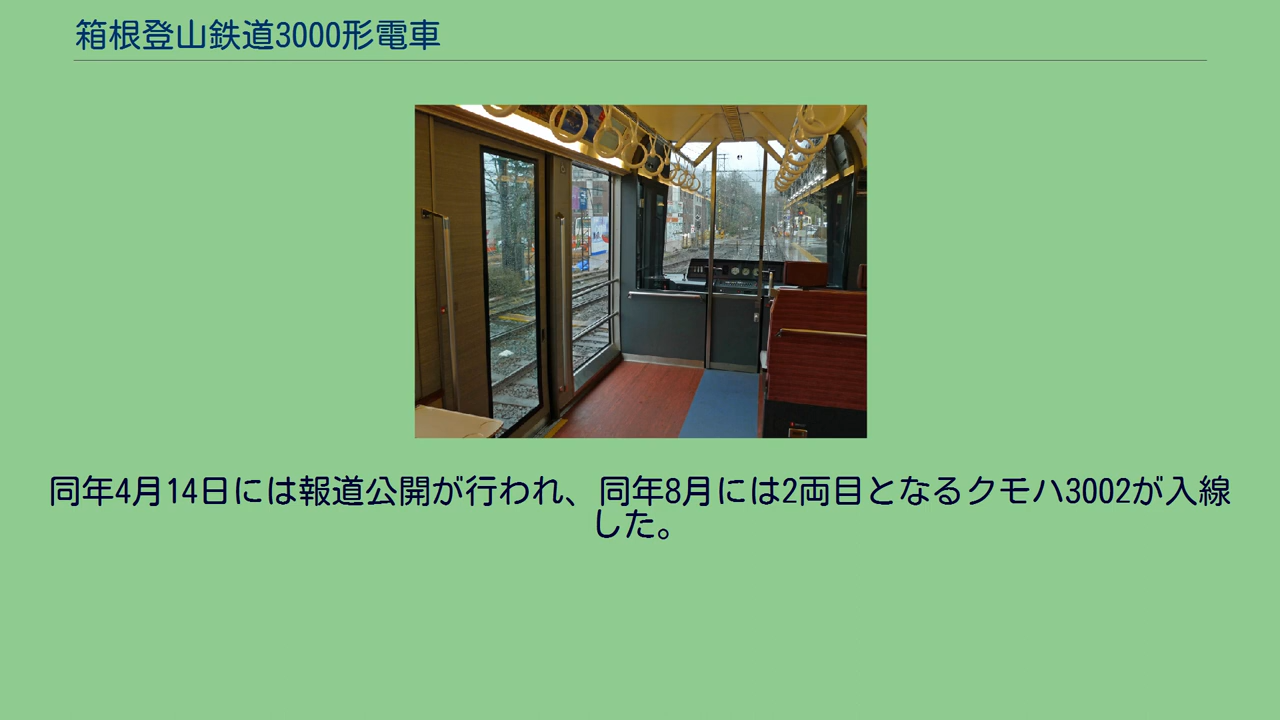 箱根登山鉄道3000形電車
同年4月14日には報道公開が行われ、同年8月には2両目となるクモハ3002が入線
した。